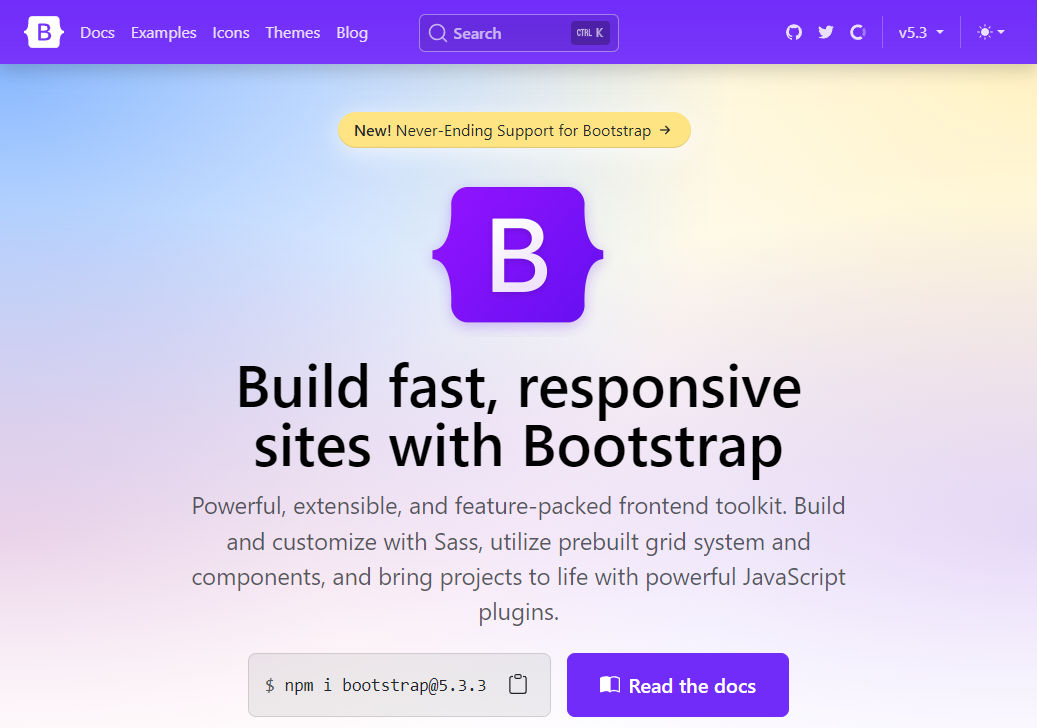 B Docs Examples Icons Themes Blog Search CTRL K v5.3
New! Never-Ending Support for Bootstrap →
B
Build fast, responsive
sites with Bootstrap
Powerful, extensible, and feature-packed frontend toolkit. Build
and customize with Sass, utilize prebuilt grid system and
components, and bring projects to life with powerful JavaScript
plugins.
$ npm i bootstrap@5.3.3 Read the docs